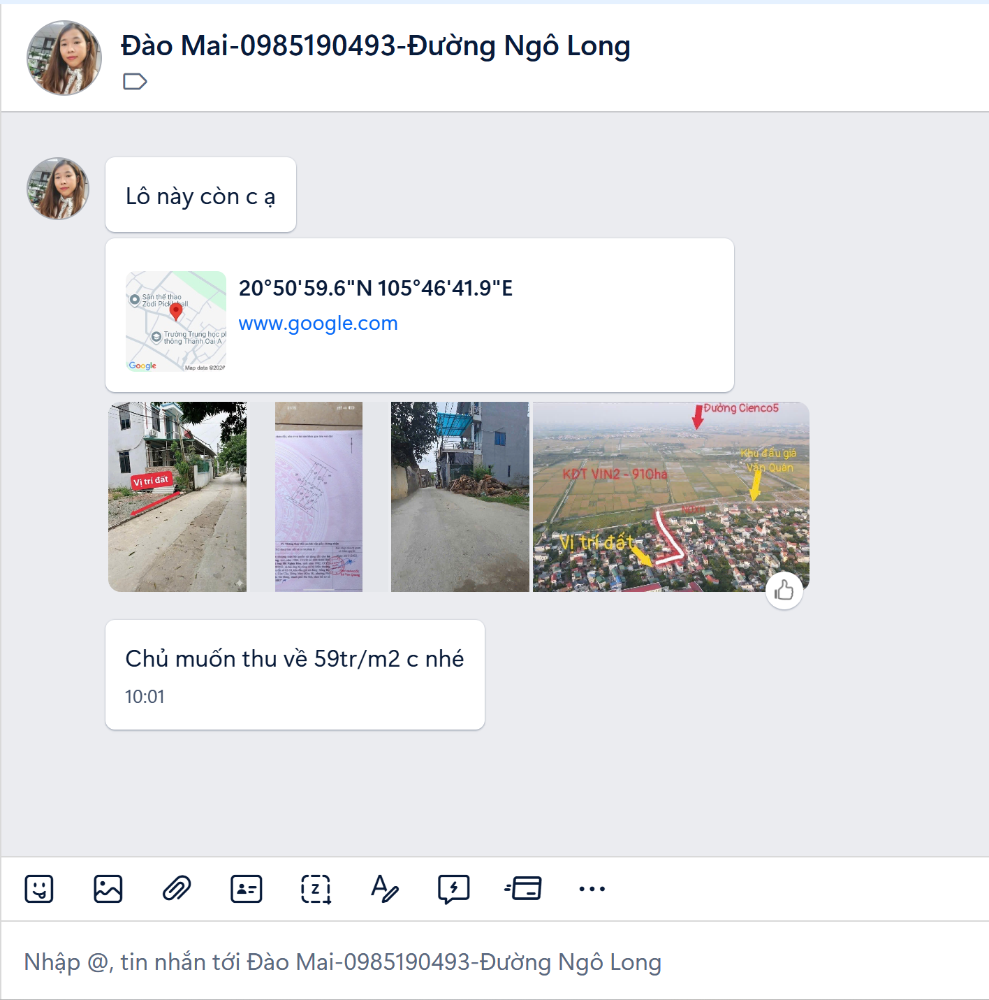 Đào Mai-0985190493-Đường Ngô Long
Lô này còn c ạ
20°50'59.6"N 105°46'41.9"E
www.google.com
Sân thể thao
Zodi Pickleball
Trường Trung học ph
thông Thanh Oai A
Google
Map data ©2026
Vị trí đất
Đường Cienco5
Khu đấu giá
Văn Quán
KDT VIN2 - 910ha
Vị trí đất
Chủ muốn thu về 59tr/m2 c nhé
10:01
Nhập @, tin nhắn tới Đào Mai-0985190493-Đường Ngô Long